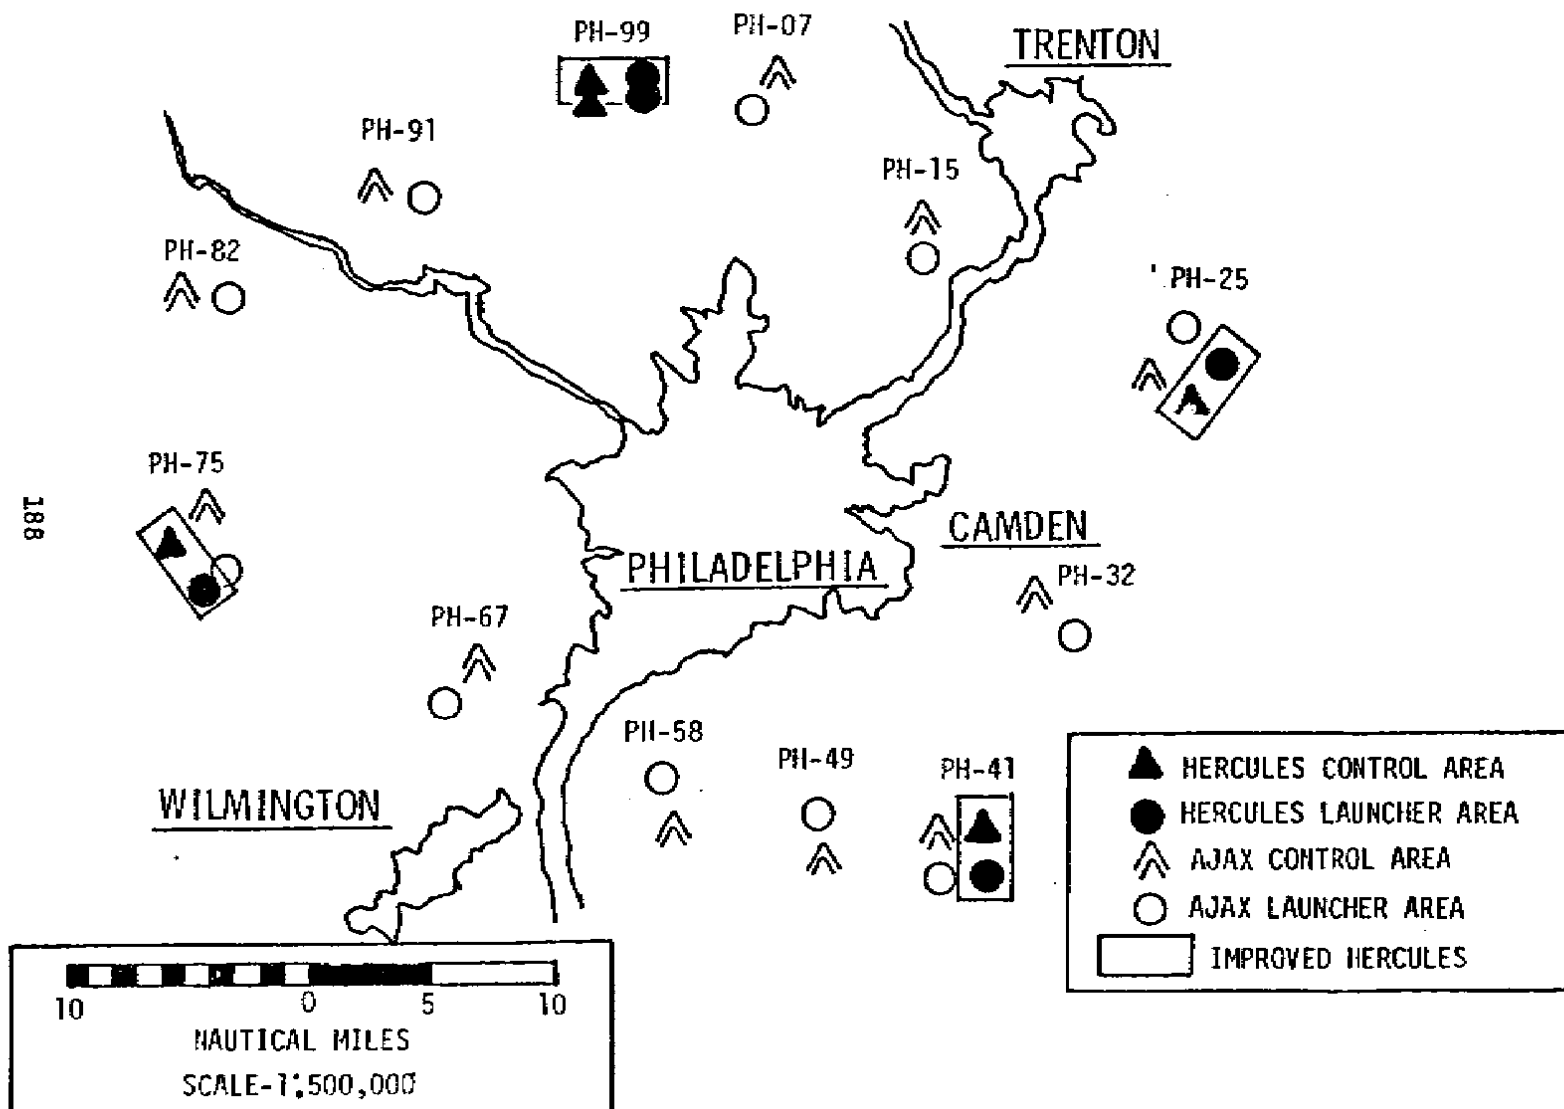 PH-99
PH-07
TRENTON
PH-91
PH-15
PH-82
PH-25
PH-75
188
CAMDEN
PHILADELPHIA
PH-32
PH-67
PH-58
PH-49
PH-41
WILMINGTON
HERCULES CONTROL AREA
HERCULES LAUNCHER AREA
AJAX CONTROL AREA
AJAX LAUNCHER AREA
IMPROVED HERCULES
10 0 5 10
NAUTICAL MILES
SCALE-1:500,000